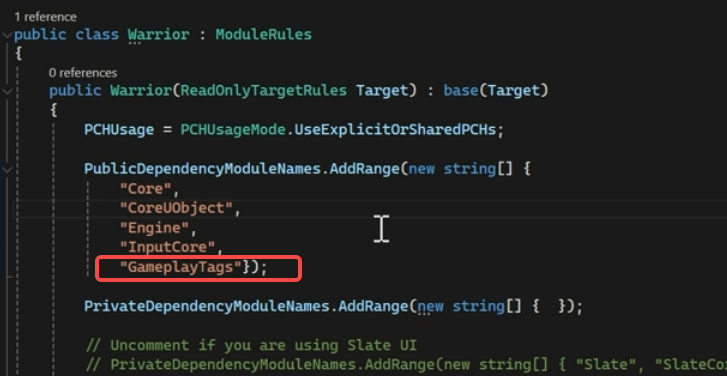 1 reference
public class Warrior : ModuleRules
{
0 references
public Warrior(ReadOnlyTargetRules Target) : base(Target)
{
PCHUsage = PCHUsageMode.UseExplicitOrSharedPCHs;
PublicDependencyModuleNames.AddRange(new string[] {
"Core",
"CoreUObject",
"Engine",
"InputCore",
"GameplayTags"});
PrivateDependencyModuleNames.AddRange(new string[] {  });
// Uncomment if you are using Slate UI
// PrivateDependencyModuleNames.AddRange(new string[] { "Slate", "SlateCo